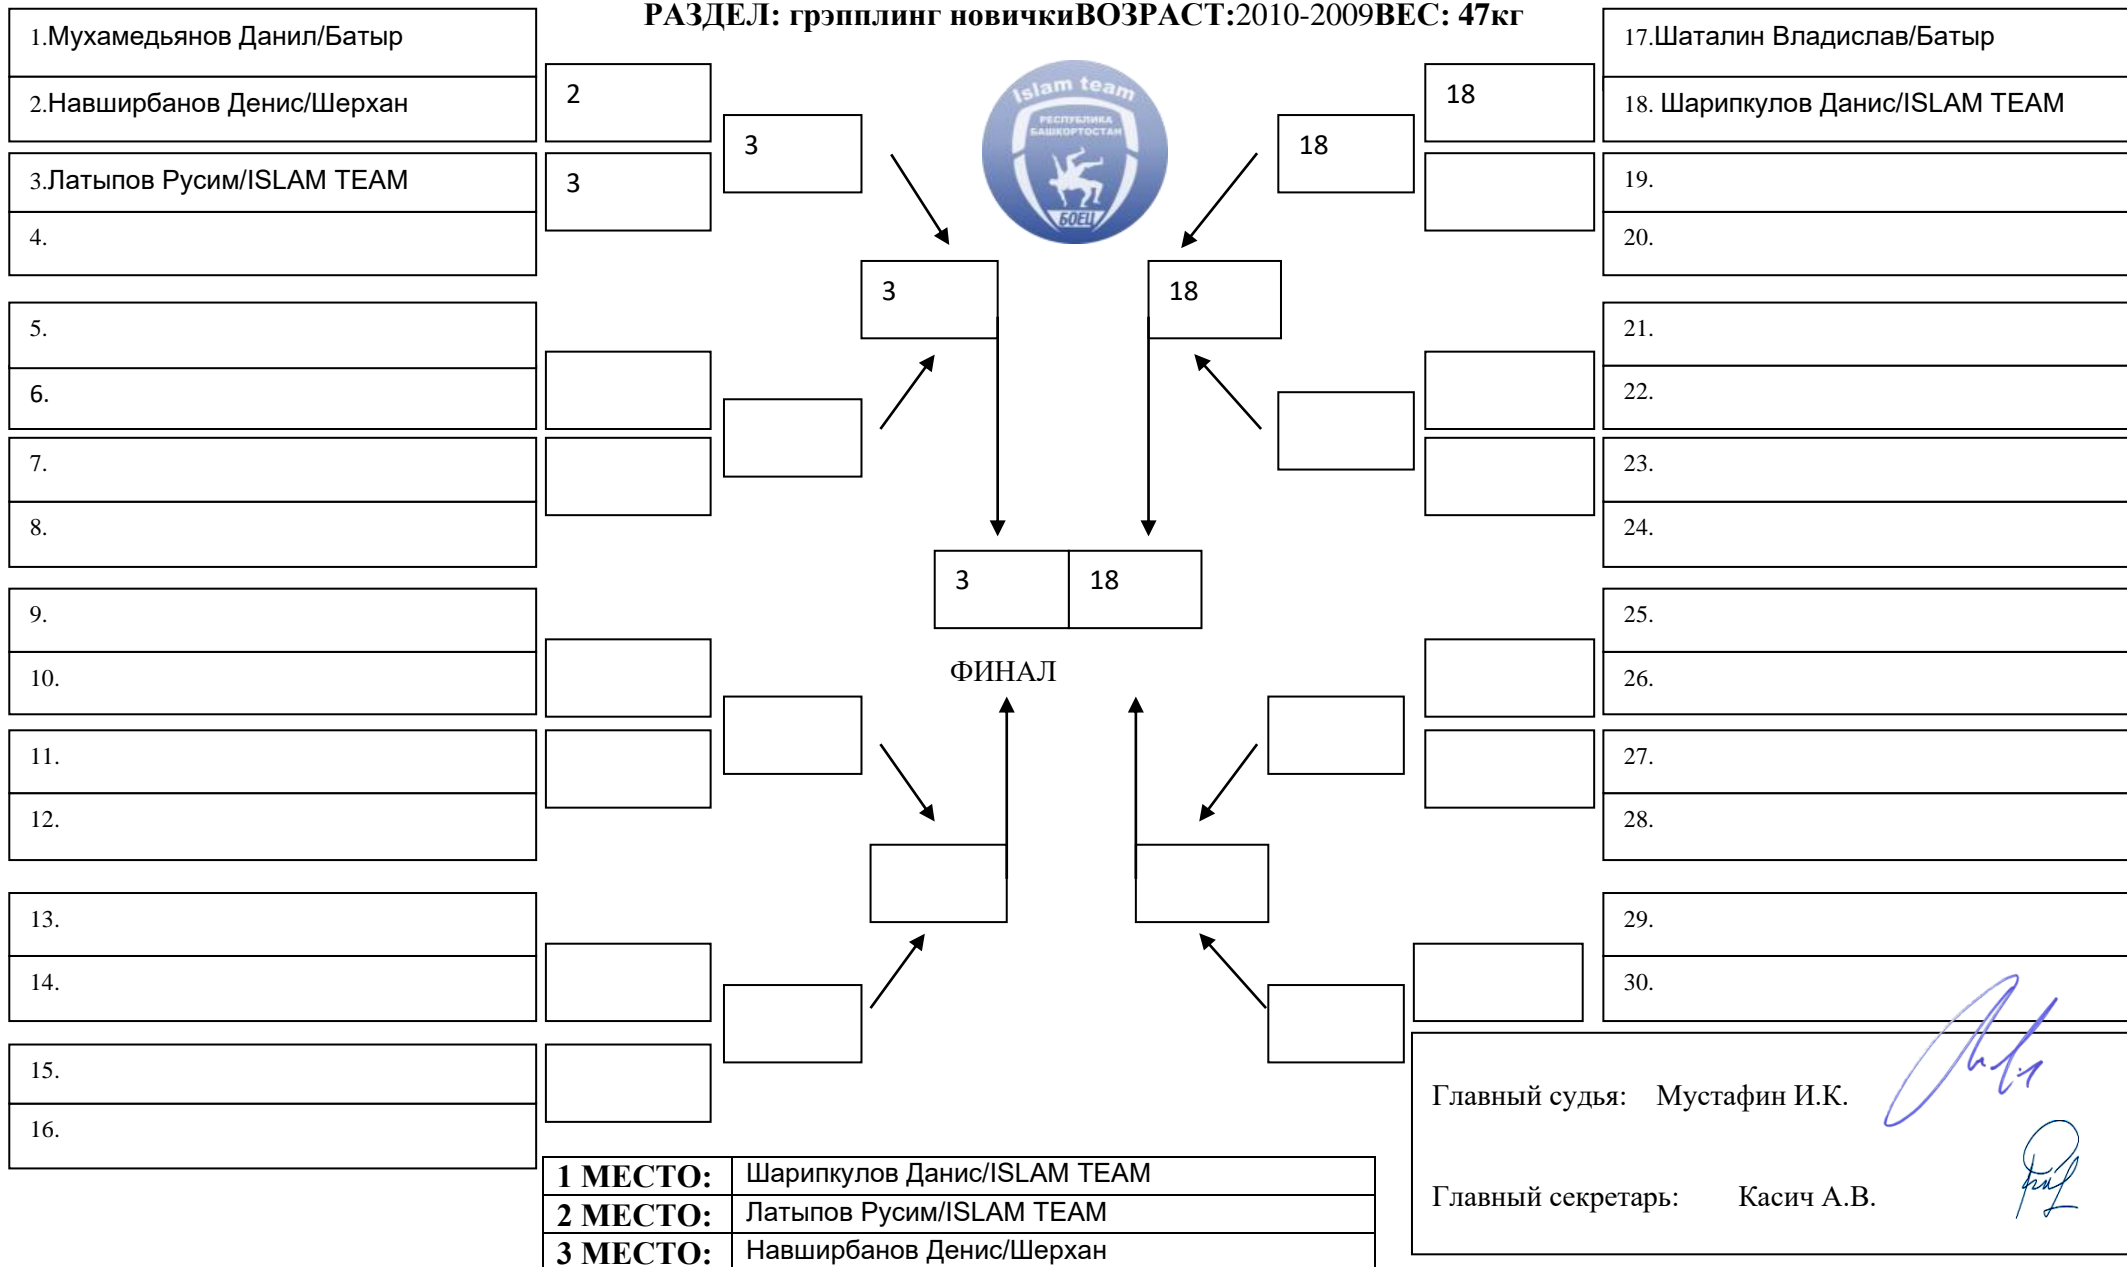 РАЗДЕЛ: грэпплинг новичкиВОЗРАСТ:2010-2009ВЕС: 47кг
1.Мухамедьянов Данил/Батыр
2.Навширбанов Денис/Шерхан
3.Латыпов Русим/ISLAM TEAM
4.
5.
6.
7.
8.
9.
10.
11.
12.
13.
14.
15.
16.
2
3
3
3
Islam team
РЕСПУБЛИКА
БАШКОРТОСТАН
БОЕЦ
18
18
18
3 18
ФИНАЛ
17.Шаталин Владислав/Батыр
18. Шарипкулов Данис/ISLAM TEAM
19.
20.
21.
22.
23.
24.
25.
26.
27.
28.
29.
30.
1 МЕСТО: Шарипкулов Данис/ISLAM TEAM
2 МЕСТО: Латыпов Русим/ISLAM TEAM
3 МЕСТО: Навширбанов Денис/Шерхан
Главный судья: Мустафин И.К.
Главный секретарь: Касич А.В.